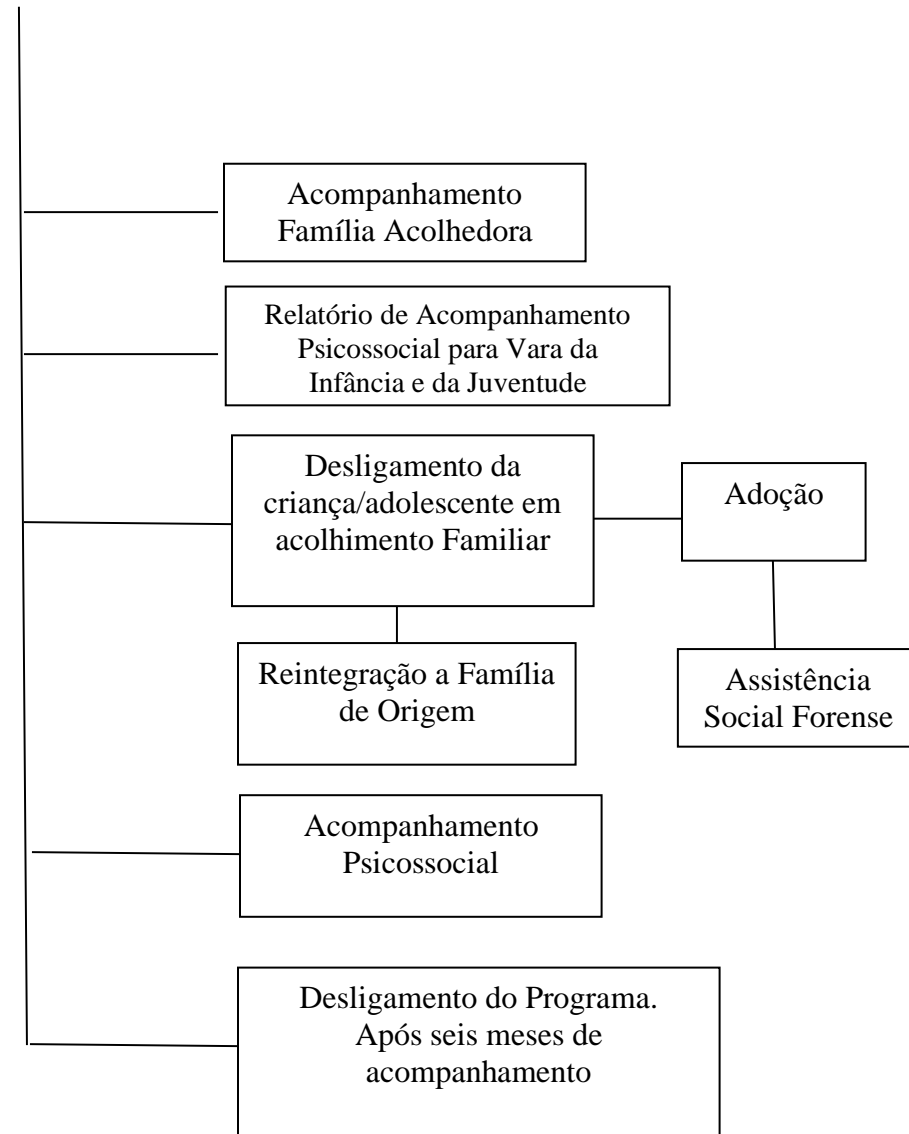 Acompanhamento
Família Acolhedora
Relatório de Acompanhamento
Psicossocial para Vara da
Infância e da Juventude
Desligamento da
criança/adolescente em
acolhimento Familiar
Adoção
Reintegração a Família
de Origem
Assistência
Social Forense
Acompanhamento
Psicossocial
Desligamento do Programa.
Após seis meses de
acompanhamento